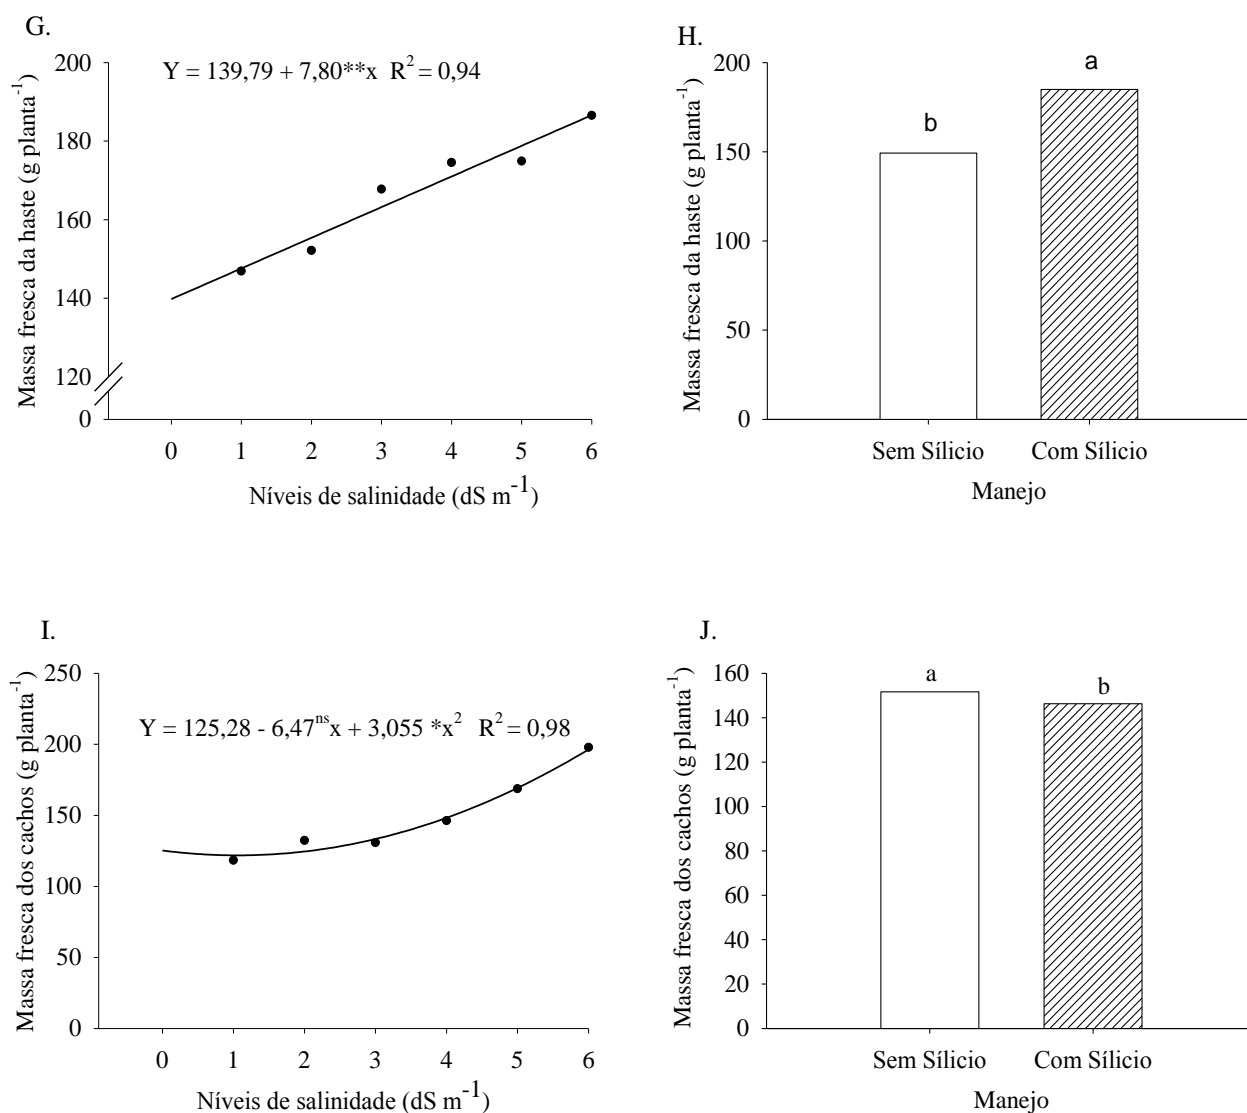 G.
Y = 139,79 + 7,80**x R² = 0,94
Massa fresca da haste (g planta⁻¹)
200
180
160
140
120
0
0 1 2 3 4 5 6
Níveis de salinidade (dS m⁻¹)
H.
Massa fresca da haste (g planta⁻¹)
200
150
100
50
0
b
a
Sem Sílicio Com Sílicio
Manejo
I.
Y = 125,28 - 6,47ⁿˢx + 3,055 *x² R² = 0,98
Massa fresca dos cachos (g planta⁻¹)
250
200
150
100
50
0
0 1 2 3 4 5 6
Níveis de salinidade (dS m⁻¹)
J.
Massa fresca dos cachos (g planta⁻¹)
160
140
120
100
80
60
40
20
0
a
b
Sem Sílicio Com Sílicio
Manejo